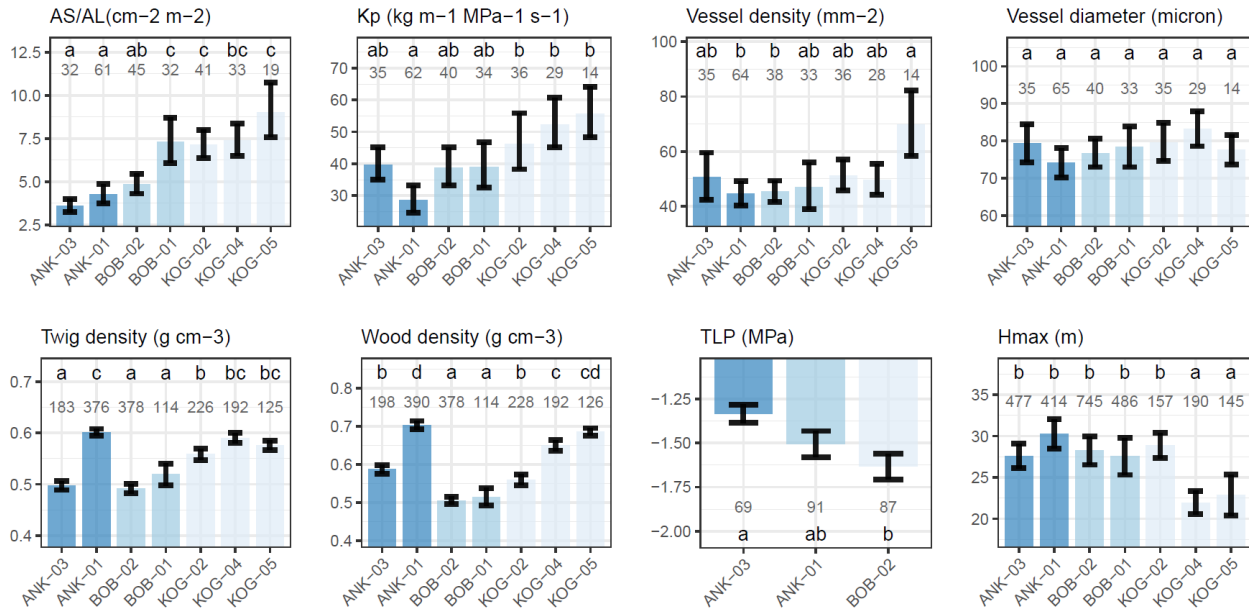 AS/AL(cm−2 m−2)
a a ab c c bc c
32 61 45 32 41 33 19
12.5
10.0
7.5
5.0
2.5
ANK−03 ANK−01 BOB−02 BOB−01 KOG−02 KOG−04 KOG−05
Kp (kg m−1 MPa−1 s−1)
ab a ab ab b b b
35 62 40 34 36 29 14
70
60
50
40
30
ANK−03 ANK−01 BOB−02 BOB−01 KOG−02 KOG−04 KOG−05
Vessel density (mm−2)
100
ab b b ab ab ab a
35 64 38 33 36 28 14
80
60
40
ANK−03 ANK−01 BOB−02 BOB−01 KOG−02 KOG−04 KOG−05
Vessel diameter (micron)
a a a a a a a
100
35 65 40 33 35 29 14
90
80
70
60
ANK−03 ANK−01 BOB−02 BOB−01 KOG−02 KOG−04 KOG−05
Twig density (g cm−3)
a c a a b bc bc
0.7
183 376 378 114 226 192 125
0.6
0.5
0.4
ANK−03 ANK−01 BOB−02 BOB−01 KOG−02 KOG−04 KOG−05
Wood density (g cm−3)
0.8
b d a a b c cd
198 390 378 114 228 192 126
0.7
0.6
0.5
0.4
ANK−03 ANK−01 BOB−02 BOB−01 KOG−02 KOG−04 KOG−05
TLP (MPa)
−1.25
−1.50
−1.75
69 91 87
−2.00
a ab b
ANK−03 ANK−01 BOB−02
Hmax (m)
b b b b b a a
35
477 414 745 486 157 190 145
30
25
20
ANK−03 ANK−01 BOB−02 BOB−01 KOG−02 KOG−04 KOG−05